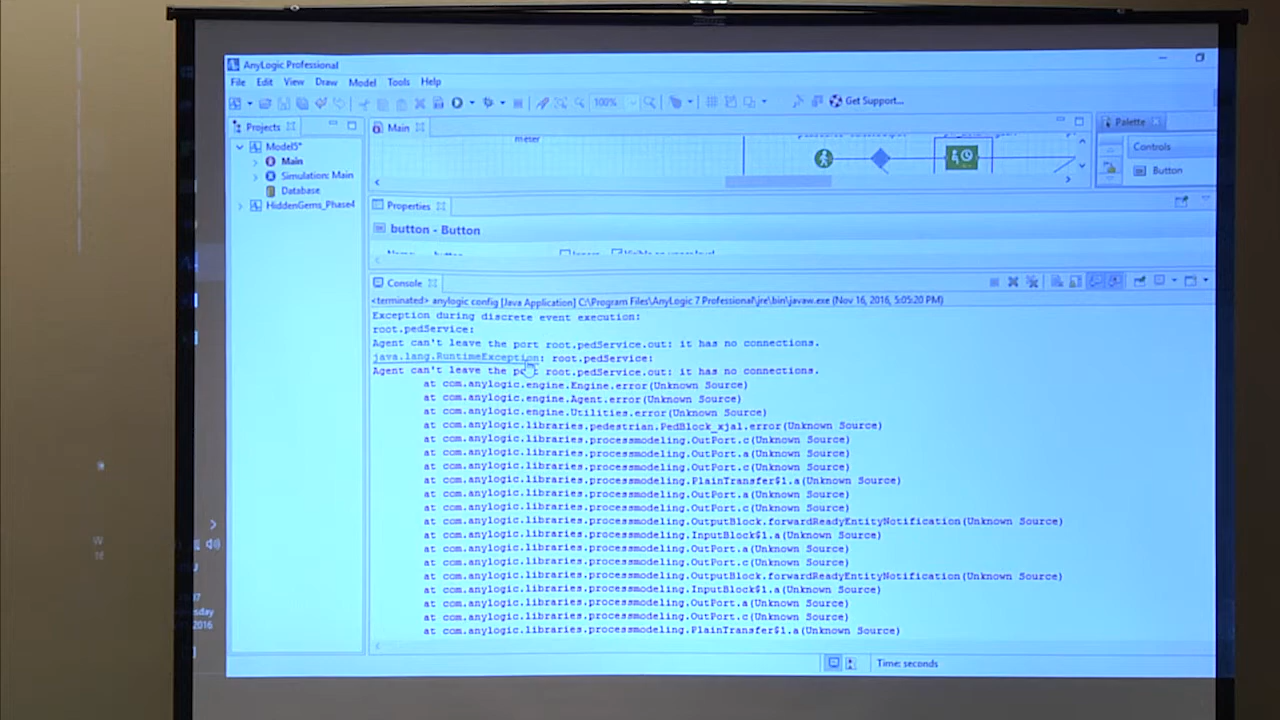 AnyLogic Professional
File Edit View Draw Model Tools Help
100% Get Support...
Projects
Main
Palette
Model5*
Main
Simulation: Main
Database
HiddenGems_Phase4
meter
Controls
Button
Properties
button - Button
Console
<terminated> anylogic config [Java Application] C:\Program Files\AnyLogic 7 Professional\jre\bin\javaw.exe (Nov 16, 2016, 5:05:20 PM)
Exception during discrete event execution:
root.pedService:
Agent can't leave the port root.pedService.out: it has no connections.
java.lang.RuntimeException: root.pedService:
Agent can't leave the port root.pedService.out: it has no connections.
at com.anylogic.engine.Engine.error(Unknown Source)
at com.anylogic.engine.Agent.error(Unknown Source)
at com.anylogic.engine.Utilities.error(Unknown Source)
at com.anylogic.libraries.pedestrian.PedBlock_xjal.error(Unknown Source)
at com.anylogic.libraries.processmodeling.OutPort.c(Unknown Source)
at com.anylogic.libraries.processmodeling.OutPort.a(Unknown Source)
at com.anylogic.libraries.processmodeling.OutPort.c(Unknown Source)
at com.anylogic.libraries.processmodeling.PlainTransfer$1.a(Unknown Source)
at com.anylogic.libraries.processmodeling.OutPort.a(Unknown Source)
at com.anylogic.libraries.processmodeling.OutPort.c(Unknown Source)
at com.anylogic.libraries.processmodeling.OutputBlock.forwardReadyEntityNotification(Unknown Source)
at com.anylogic.libraries.processmodeling.InputBlock$1.a(Unknown Source)
at com.anylogic.libraries.processmodeling.OutPort.a(Unknown Source)
at com.anylogic.libraries.processmodeling.OutPort.c(Unknown Source)
at com.anylogic.libraries.processmodeling.OutputBlock.forwardReadyEntityNotification(Unknown Source)
at com.anylogic.libraries.processmodeling.InputBlock$1.a(Unknown Source)
at com.anylogic.libraries.processmodeling.OutPort.a(Unknown Source)
at com.anylogic.libraries.processmodeling.OutPort.c(Unknown Source)
at com.anylogic.libraries.processmodeling.PlainTransfer$1.a(Unknown Source)
Time: seconds